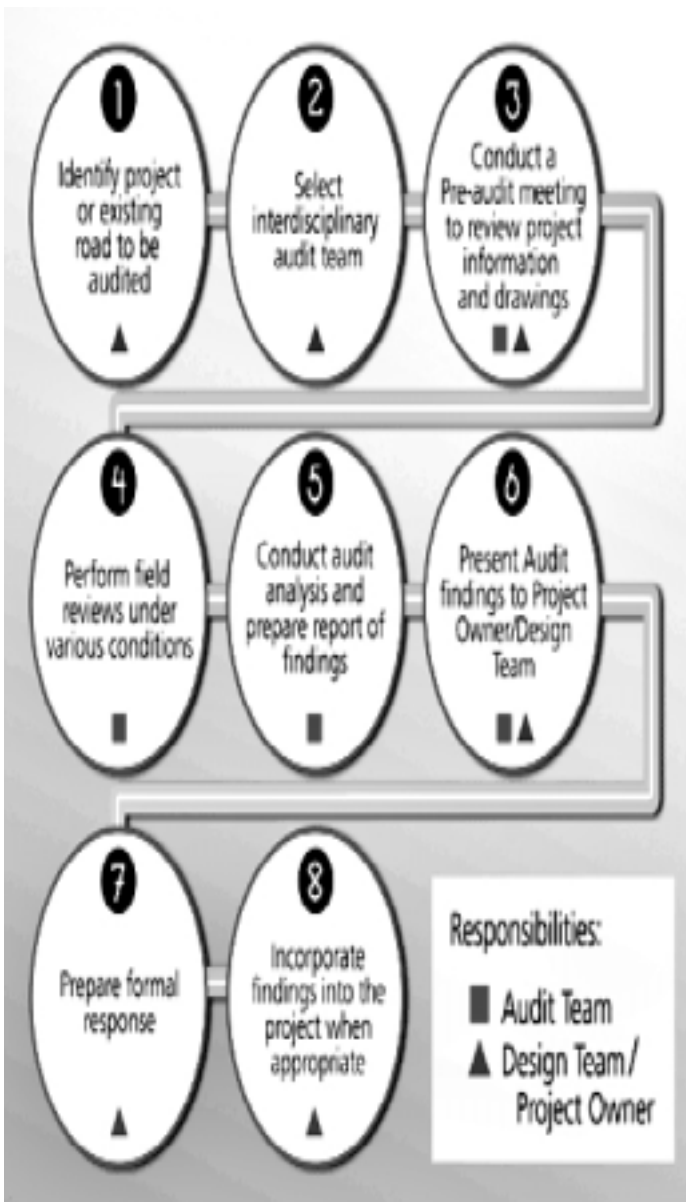 1
Identify project
or existing
road to be
audited
2
Select
interdisciplinary
audit team
3
Conduct a
Pre-audit meeting
to review project
information
and drawings
4
Perform field
reviews under
various conditions
5
Conduct audit
analysis and
prepare report of
findings
6
Present Audit
findings to Project
Owner/Design
Team
7
Prepare formal
response
8
Incorporate
findings into the
project when
appropriate
Responsibilities:
Audit Team
Design Team/
Project Owner